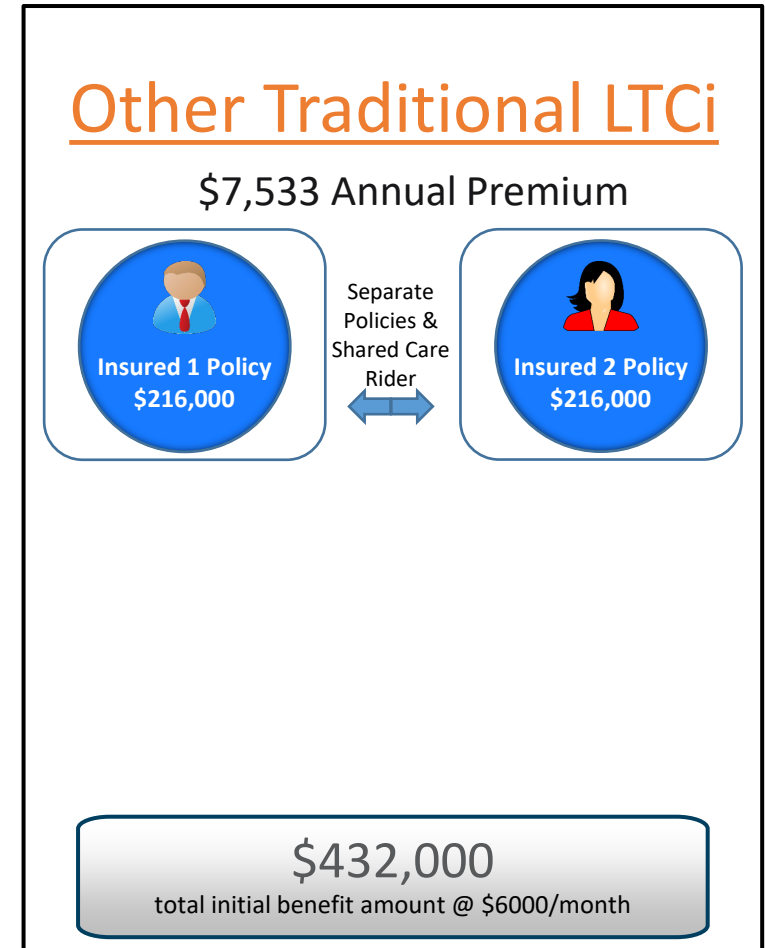 Other Traditional LTCi
$7,533 Annual Premium
Insured 1 Policy
$216,000
Separate
Policies &
Shared Care
Rider
Insured 2 Policy
$216,000
$432,000
total initial benefit amount @ $6000/month